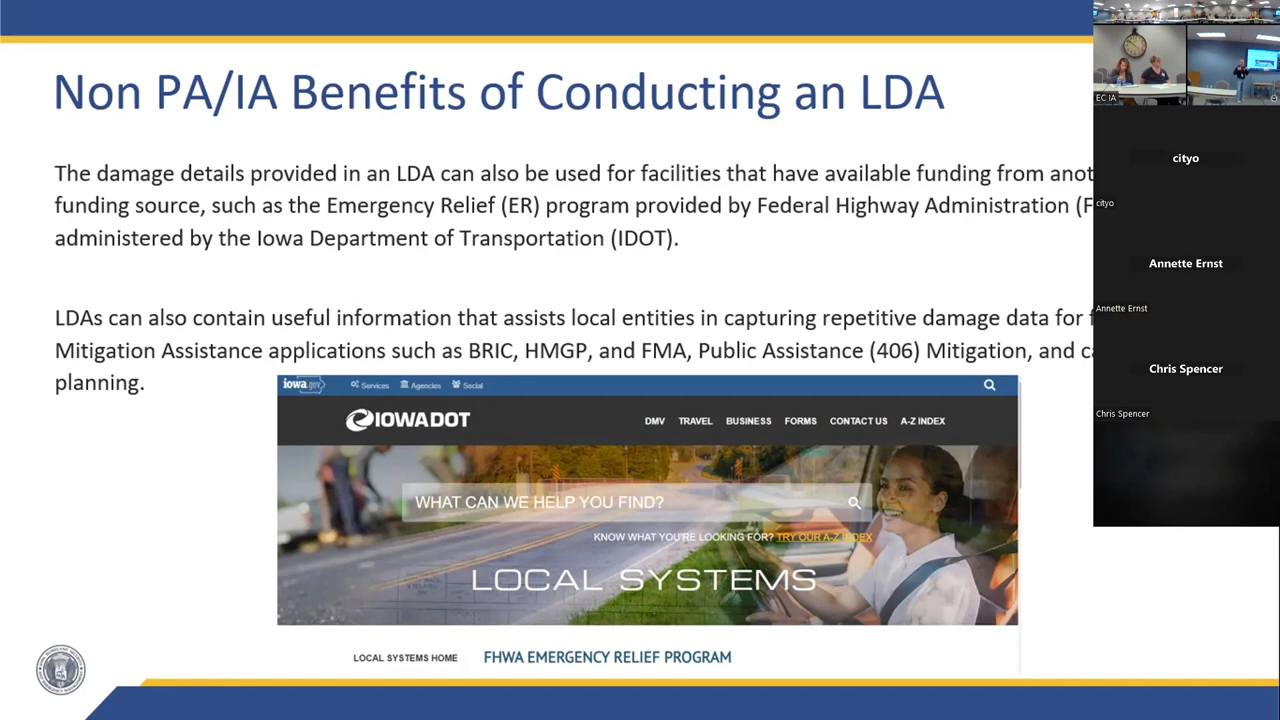 Non PA/IA Benefits of Conducting an LDA
The damage details provided in an LDA can also be used for facilities that have available funding from anot
funding source, such as the Emergency Relief (ER) program provided by Federal Highway Administration (F
administered by the Iowa Department of Transportation (IDOT).
LDAs can also contain useful information that assists local entities in capturing repetitive damage data for f
Mitigation Assistance applications such as BRIC, HMGP, and FMA, Public Assistance (406) Mitigation, and ca
planning.
iowa.gov Services Agencies Social
IOWADOT DMV TRAVEL BUSINESS FORMS CONTACT US A-Z INDEX
WHAT CAN WE HELP YOU FIND?
KNOW WHAT YOU'RE LOOKING FOR? TRY OUR A-Z INDEX
LOCAL SYSTEMS
LOCAL SYSTEMS HOME FHWA EMERGENCY RELIEF PROGRAM
EC IA
cityo
cityo
Annette Ernst
Annette Ernst
Chris Spencer
Chris Spencer